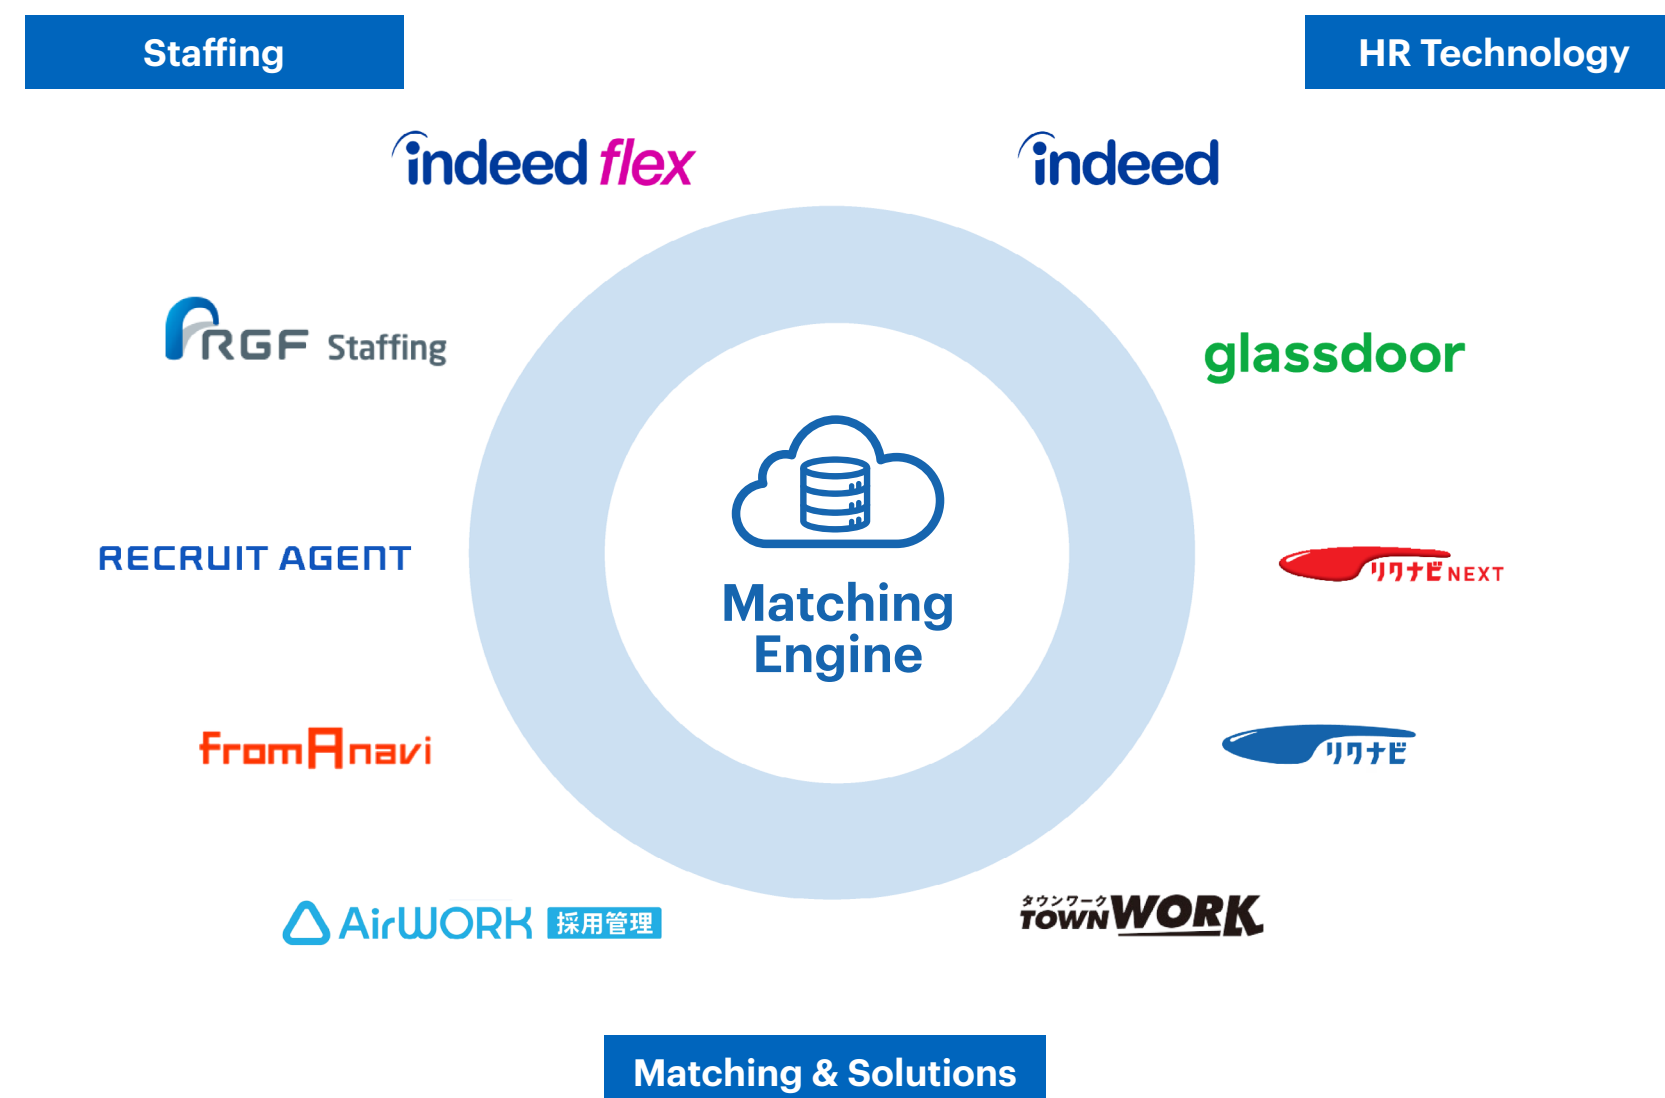 Staffing
HR Technology
indeed flex
indeed
RGF Staffing
glassdoor
RECRUIT AGENT
リクナビNEXT
Matching
Engine
fromAnavi
リクナビ
AirWORK 採用管理
タウンワーク
TOWNWORK
Matching & Solutions